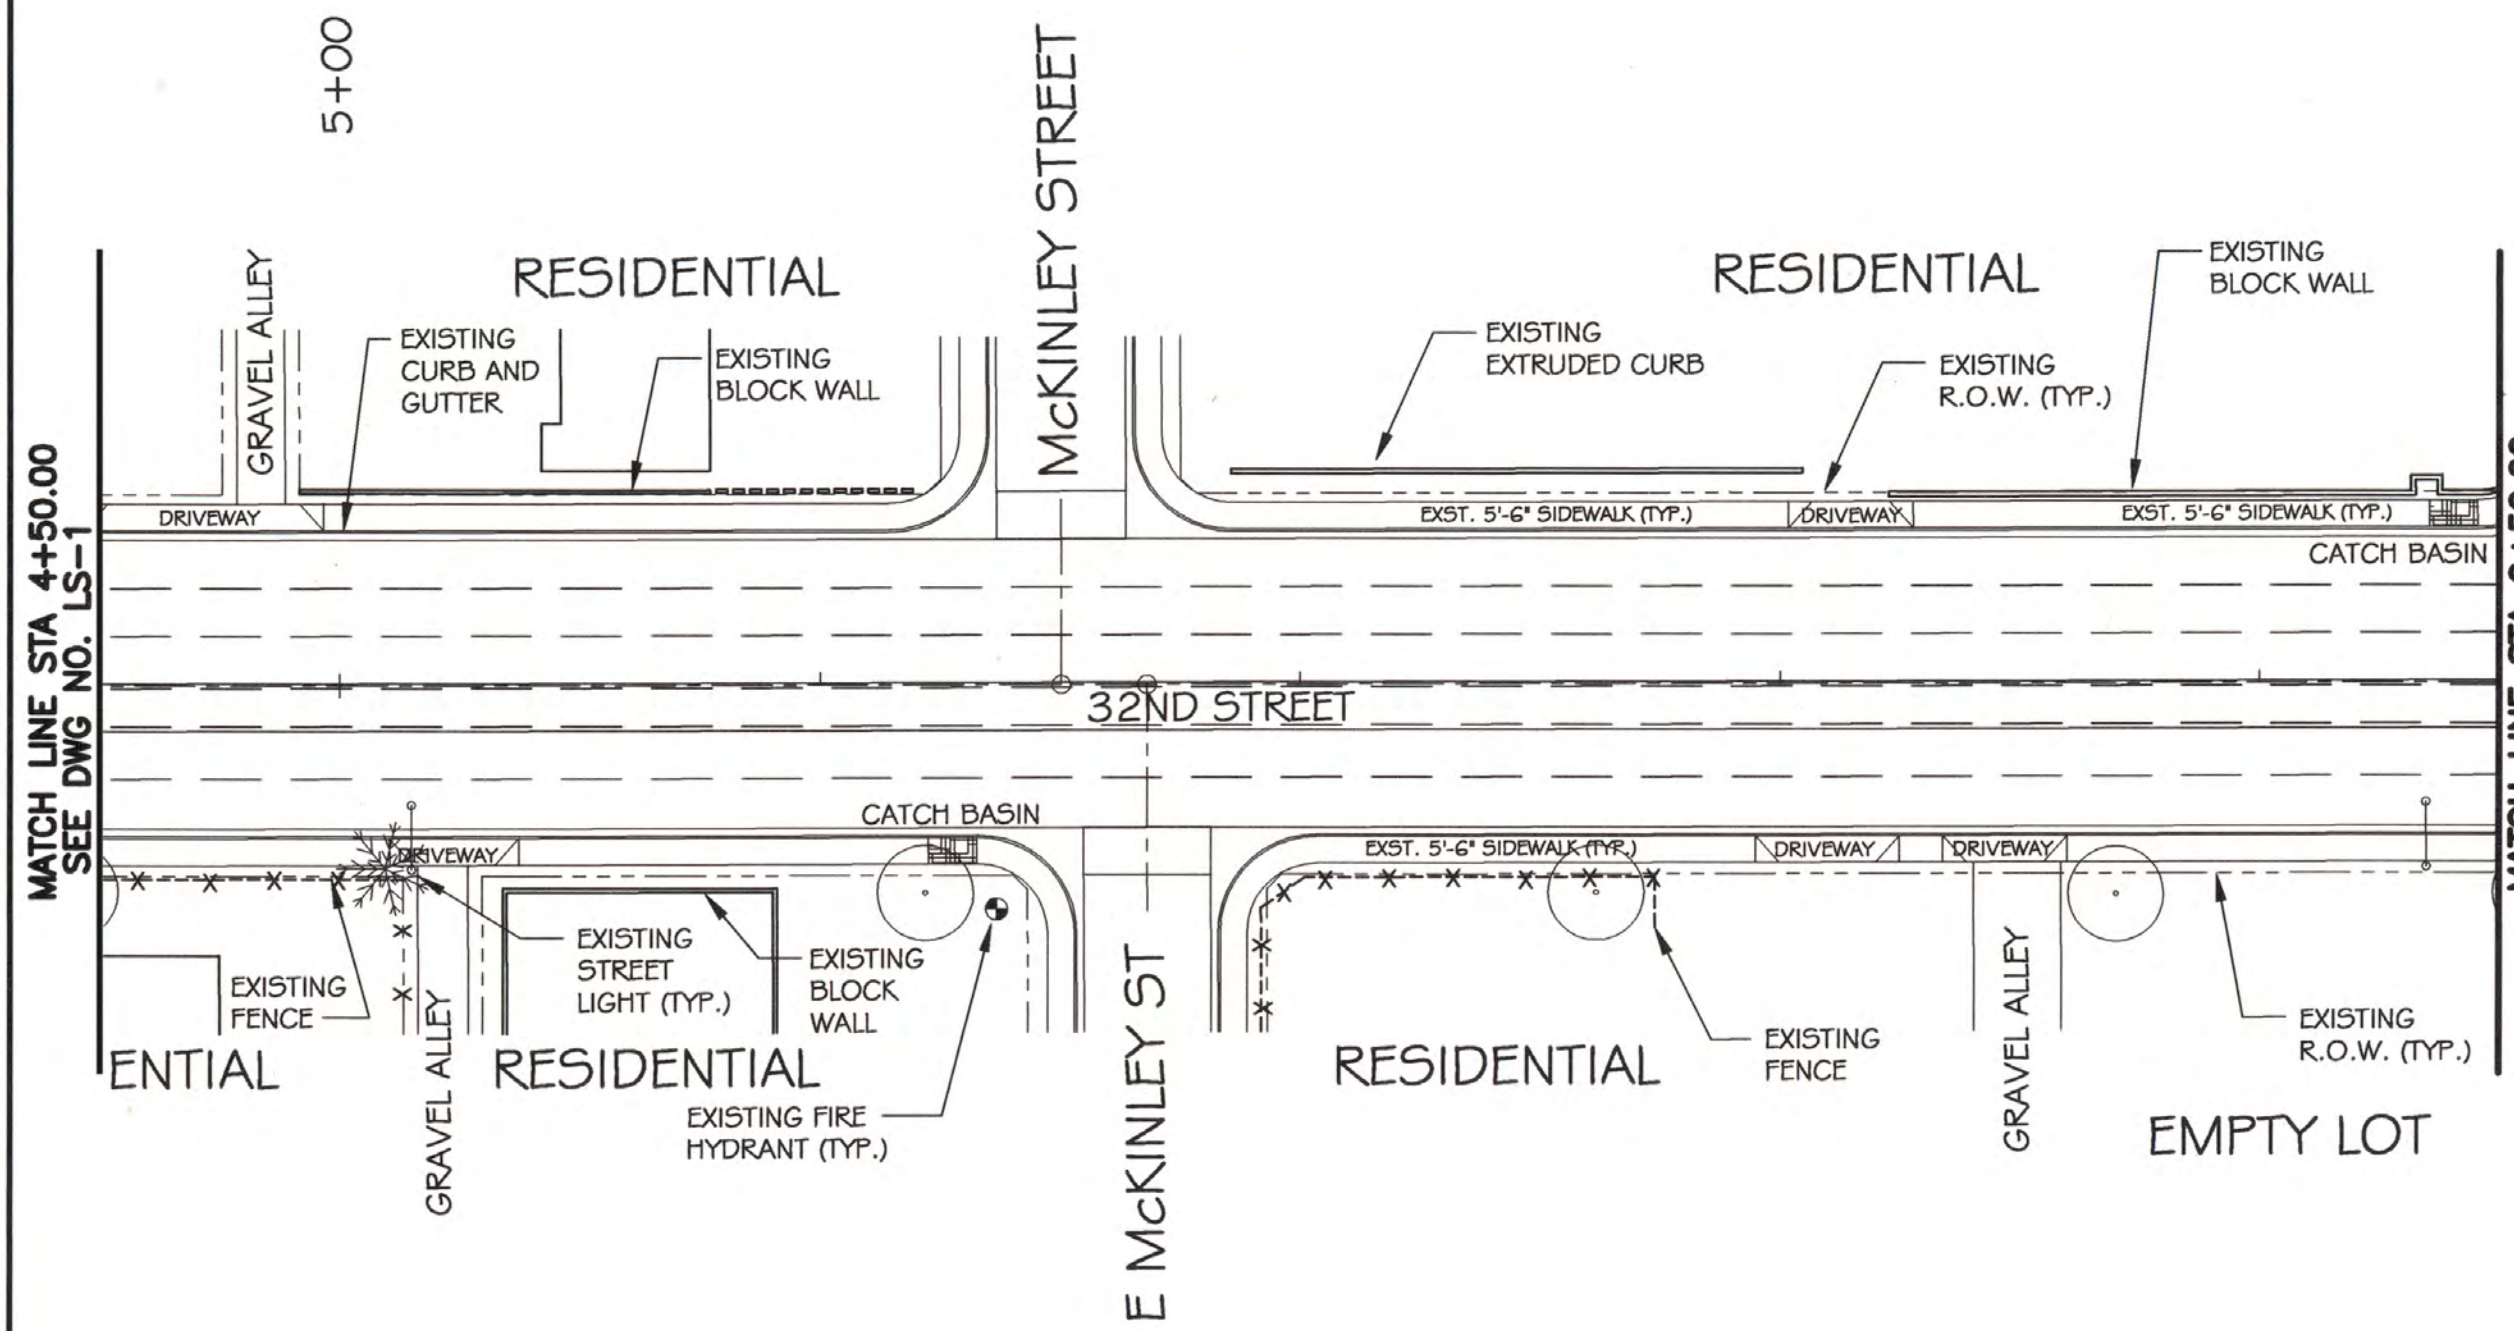 5+00
McKINLEY STREET
GRAVEL ALLEY
RESIDENTIAL
RESIDENTIAL
EXISTING
BLOCK WALL
EXISTING
CURB AND
GUTTER
EXISTING
BLOCK WALL
EXISTING
EXTRUDED CURB
EXISTING
R.O.W. (TYP.)
MATCH LINE STA 4+50.00
SEE DWG NO. LS-1
DRIVEWAY
EXST. 5'-6" SIDEWALK (TYP.)
DRIVEWAY
EXST. 5'-6" SIDEWALK (TYP.)
CATCH BASIN
32ND STREET
CATCH BASIN
DRIVEWAY
EXST. 5'-6" SIDEWALK (TYP.)
DRIVEWAY
DRIVEWAY
EXISTING
FENCE
EXISTING
STREET
LIGHT (TYP.)
EXISTING
BLOCK
WALL
GRAVEL ALLEY
E McKINLEY ST
EXISTING
FENCE
GRAVEL ALLEY
EXISTING
R.O.W. (TYP.)
ENTIAL
RESIDENTIAL
RESIDENTIAL
EXISTING FIRE
HYDRANT (TYP.)
EMPTY LOT